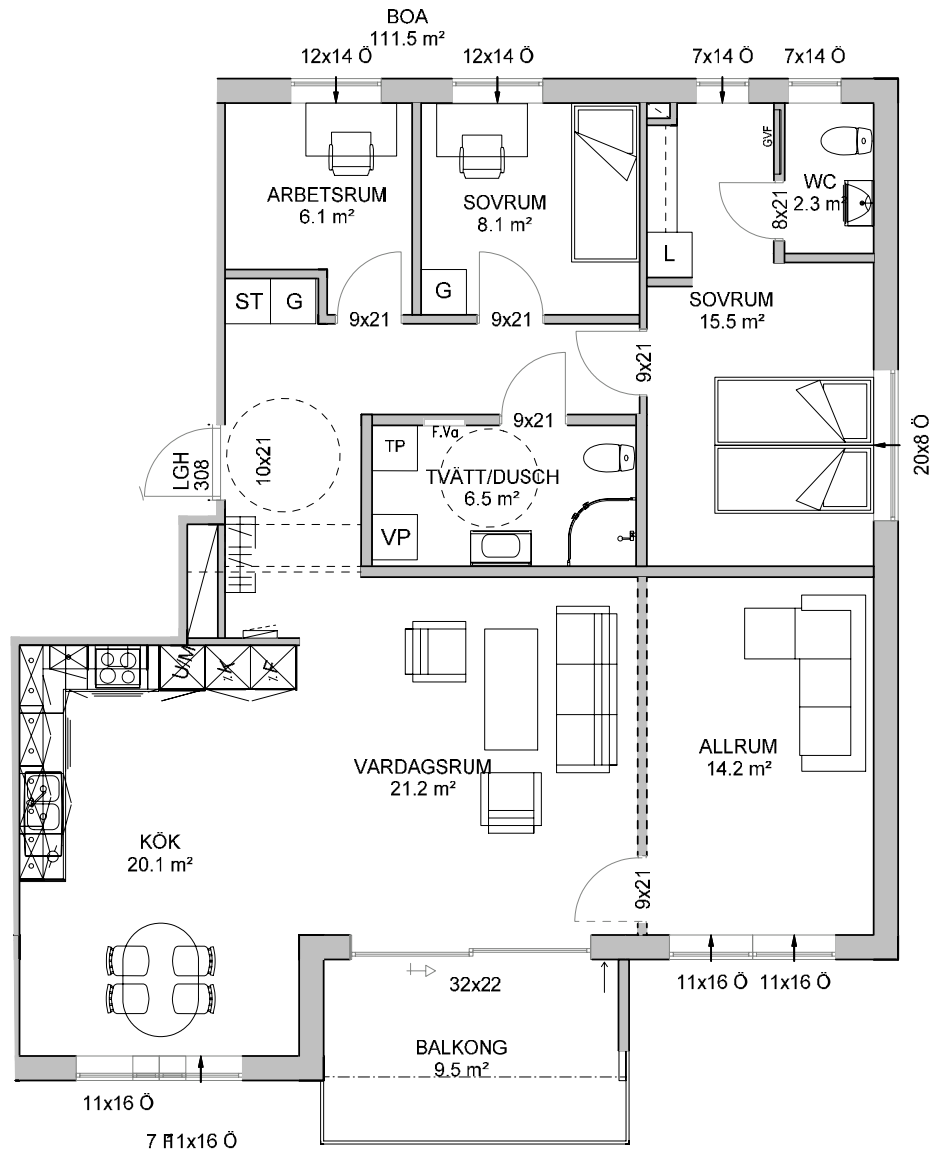 BOA
111.5 m²
12x14 Ö
12x14 Ö
7x14 Ö
7x14 Ö
GVF
ARBETSRUM
6.1 m²
SOVRUM
8.1 m²
WC
2.3 m²
8x21
L
ST
G
G
SOVRUM
15.5 m²
9x21
9x21
9x21
9x21
20x8 Ö
LGH
308
10x21
TP
F.Va
TVÄTT/DUSCH
6.5 m²
VP
U/M
K
F
VARDAGSRUM
21.2 m²
ALLRUM
14.2 m²
KÖK
20.1 m²
9x21
32x22
11x16 Ö
11x16 Ö
BALKONG
9.5 m²
11x16 Ö
11x16 Ö